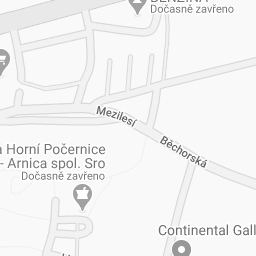 BENZINA
Dočasně zavřeno
Mezilesí
Běchorská
a Horní Počernice
- Arnica spol. Sro
Dočasně zavřeno
Continental Gall